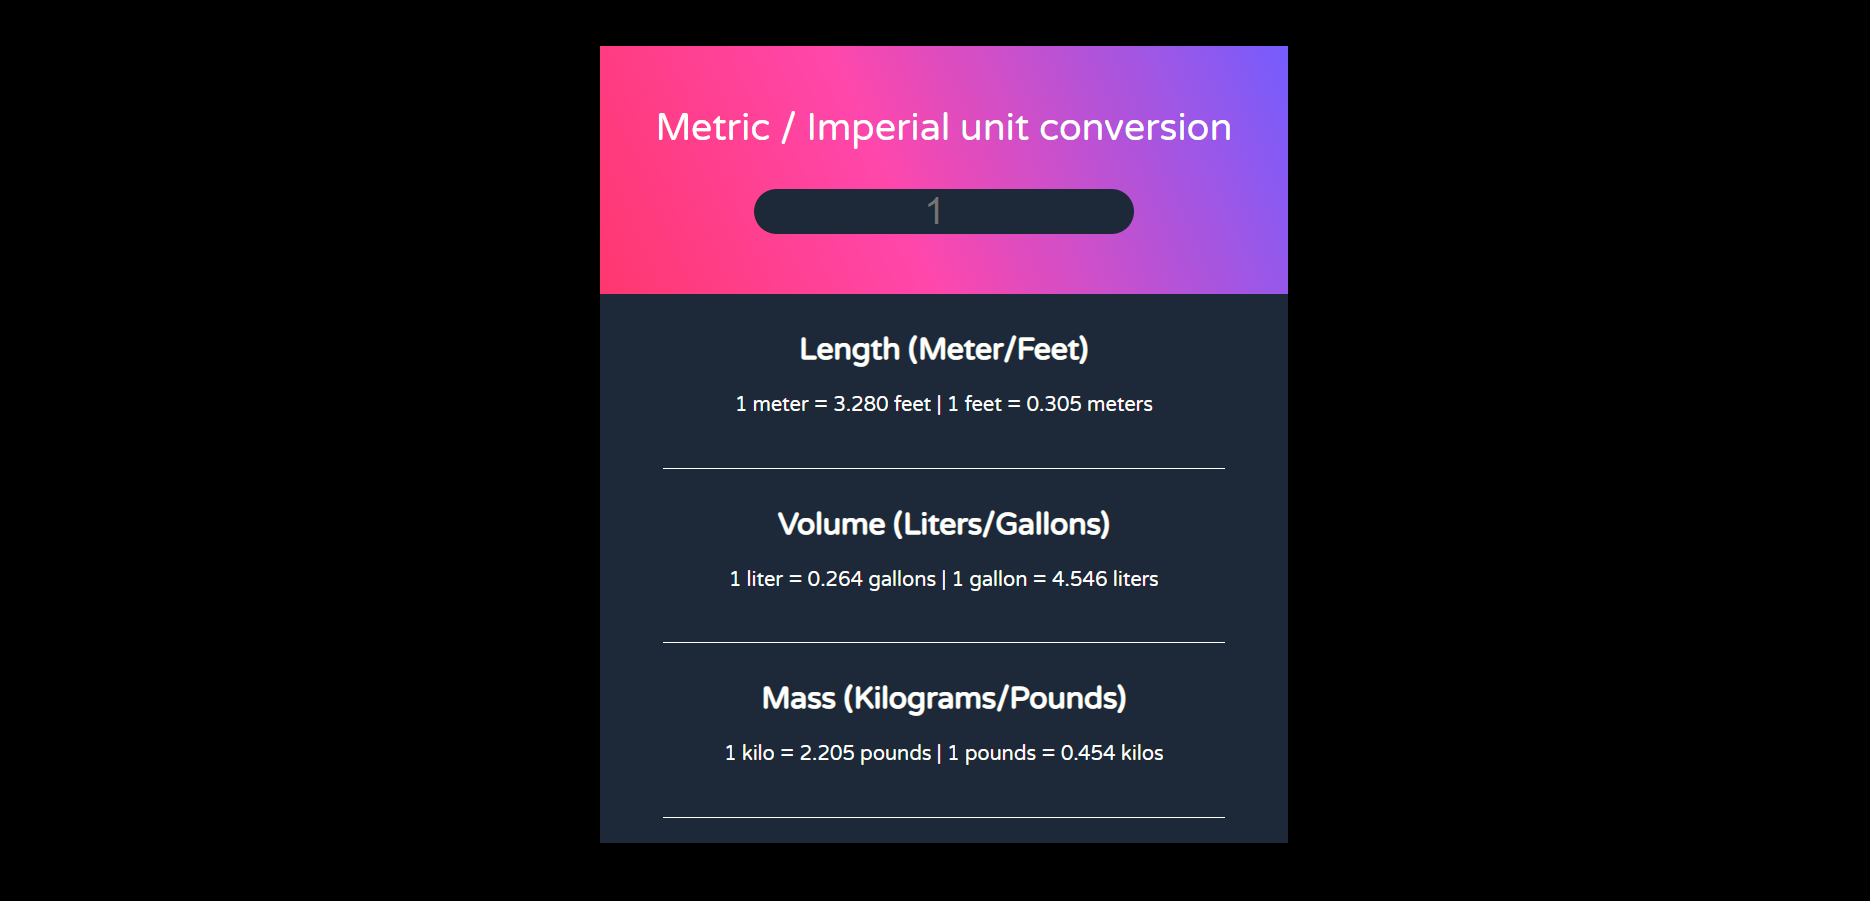 Metric / Imperial unit conversion
1
Length (Meter/Feet)
1 meter = 3.280 feet | 1 feet = 0.305 meters
Volume (Liters/Gallons)
1 liter = 0.264 gallons | 1 gallon = 4.546 liters
Mass (Kilograms/Pounds)
1 kilo = 2.205 pounds | 1 pounds = 0.454 kilos